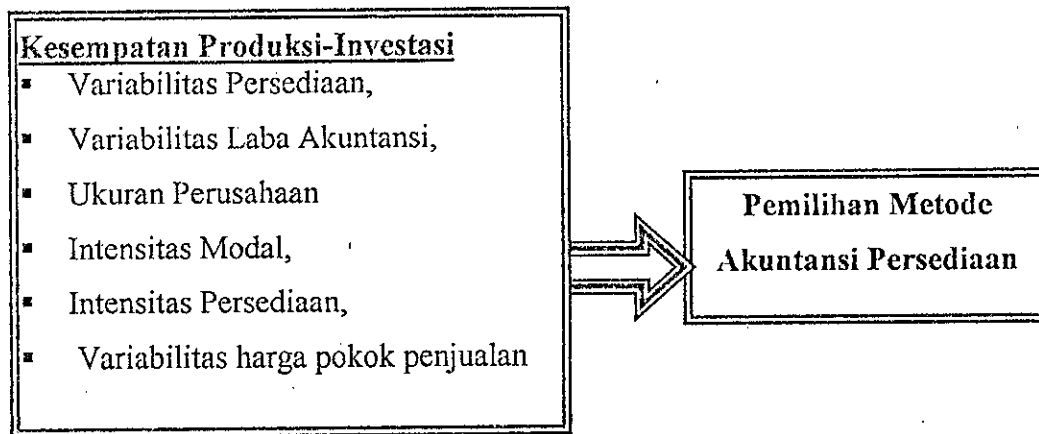 Kesempatan Produksi-Investasi
▪ Variabilitas Persediaan,
▪ Variabilitas Laba Akuntansi,
▪ Ukuran Perusahaan
▪ Intensitas Modal,
▪ Intensitas Persediaan,
▪ Variabilitas harga pokok penjualan
Pemilihan Metode
Akuntansi Persediaan